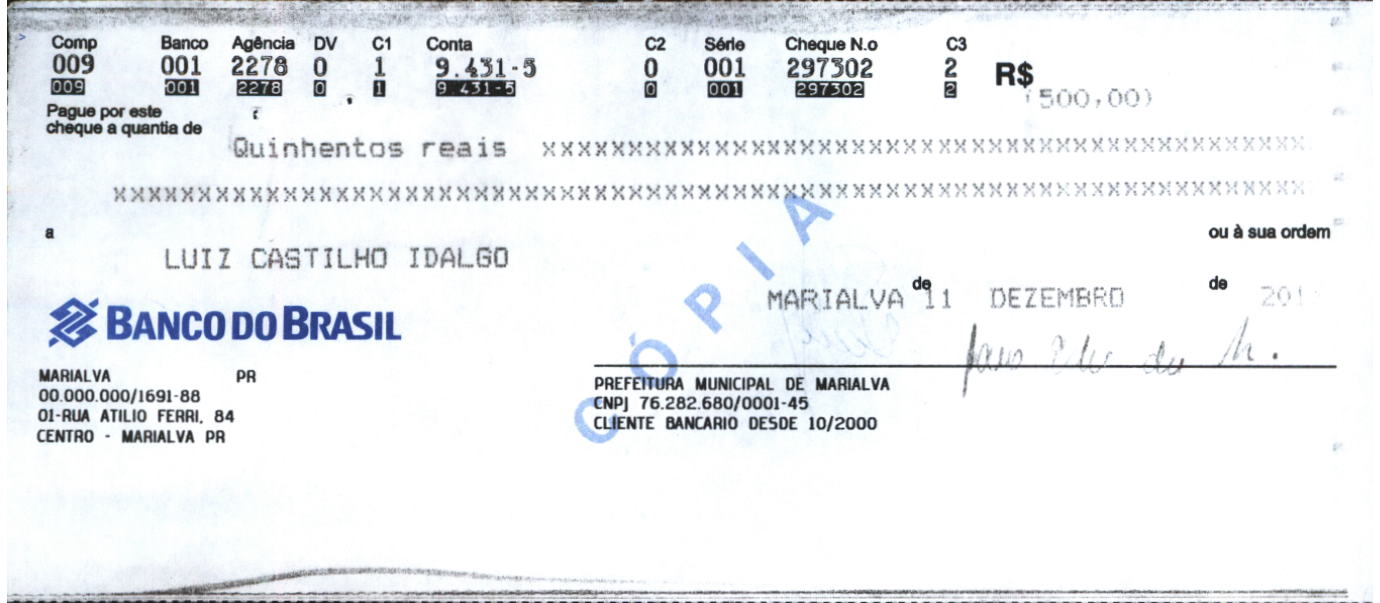 Comp Banco Agência DV C1 Conta C2 Série Cheque N.o C3
009 001 2278 0 1 9.431-5 0 001 297302 2 R$
009 001 2278 0 1 9.431-5 0 001 297302 2 (500,00)
Pague por este
cheque a quantia de
Quinhentos reais xxxxxxxxxxxxxxxxxxxxxxxxxxxxxxxxxxxxxxxxxxxxx
xxxxxxxxxxxxxxxxxxxxxxxxxxxxxxxxxxxxxxxxxxxxxxxxxxxxxxxxxxxxxxxxxxxxxx
a ou à sua ordem
LUIZ CASTILHO IDALGO
MARIALVA de 11 DEZEMBRO de
BANCO DO BRASIL
CÓPIA
MARIALVA PR
00.000.000/1691-88
01-RUA ATILIO FERRI, 84
CENTRO - MARIALVA PR
PREFEITURA MUNICIPAL DE MARIALVA
CNPJ 76.282.680/0001-45
CLIENTE BANCARIO DESDE 10/2000